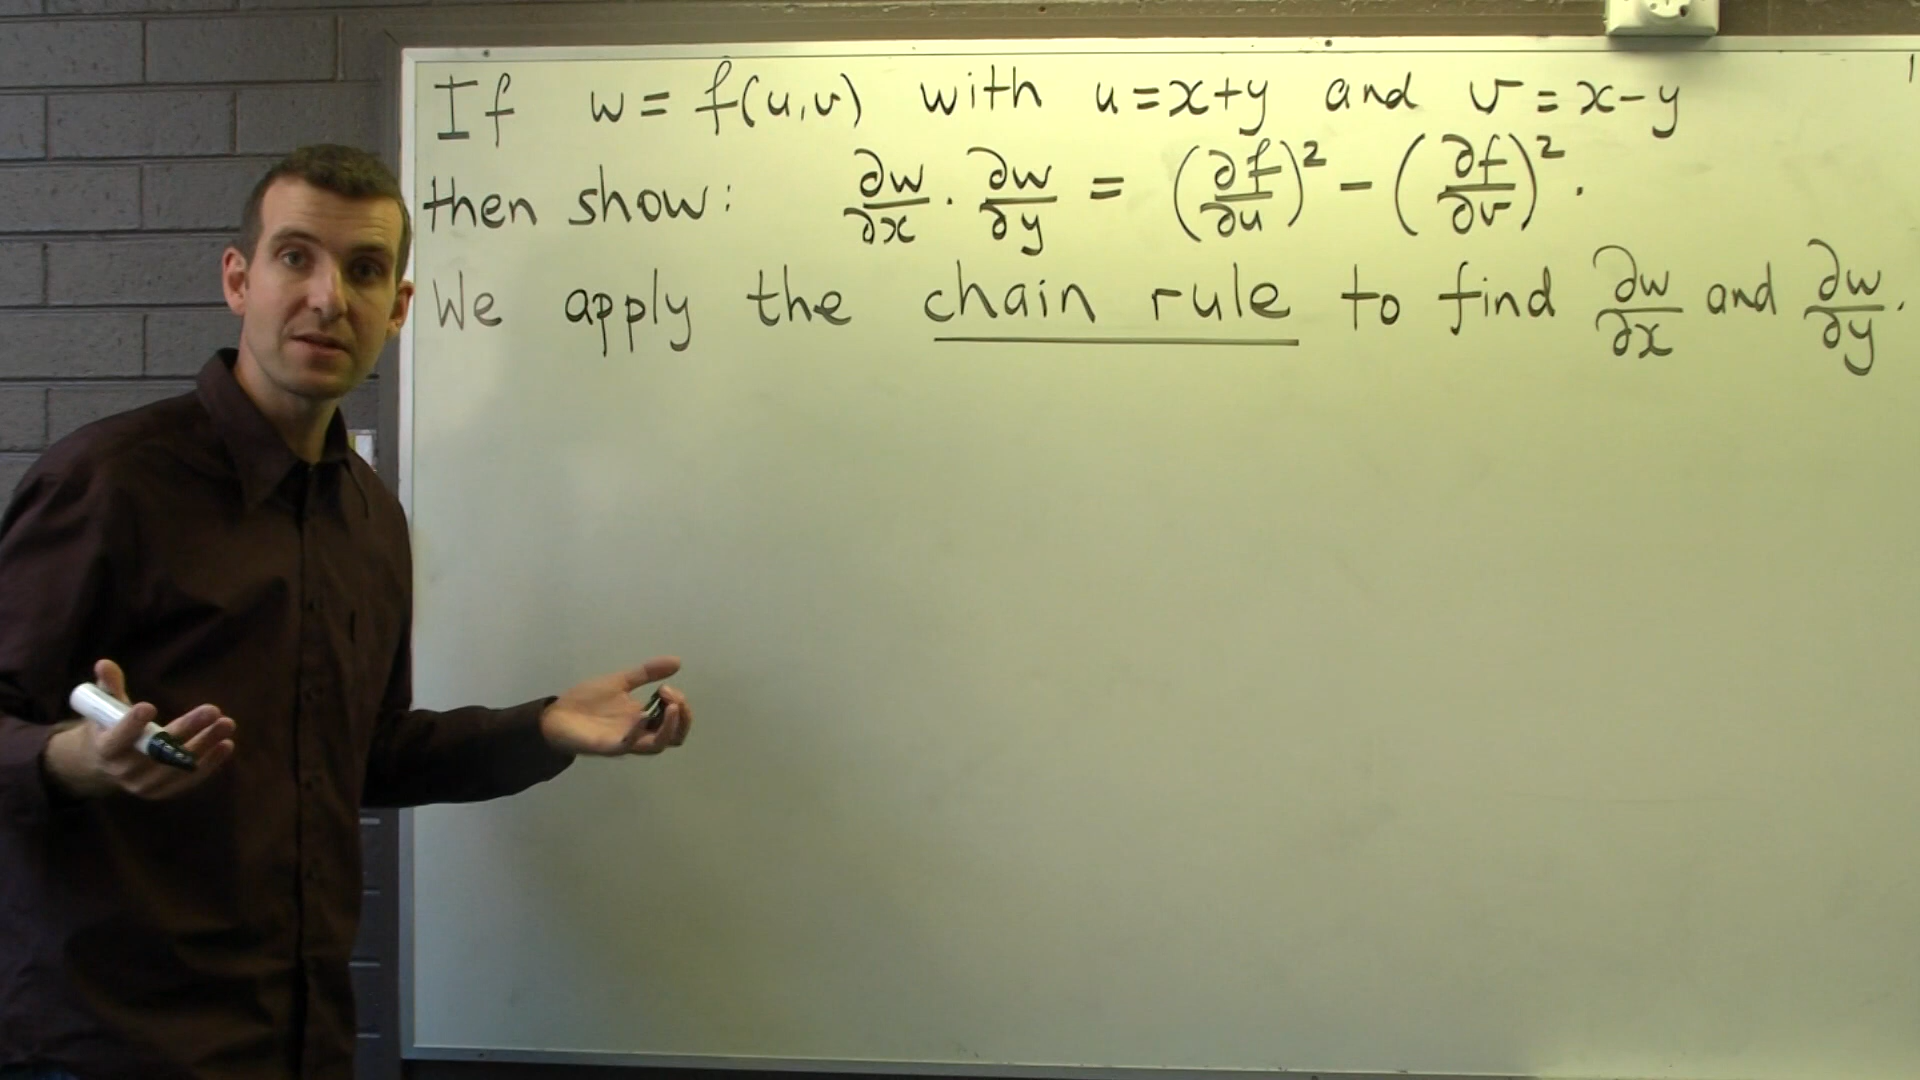 If w = f(u,v) with u = x+y and v = x-y
then show: ∂w/∂x · ∂w/∂y = (∂f/∂u)² - (∂f/∂v)².
We apply the chain rule to find ∂w/∂x and ∂w/∂y.